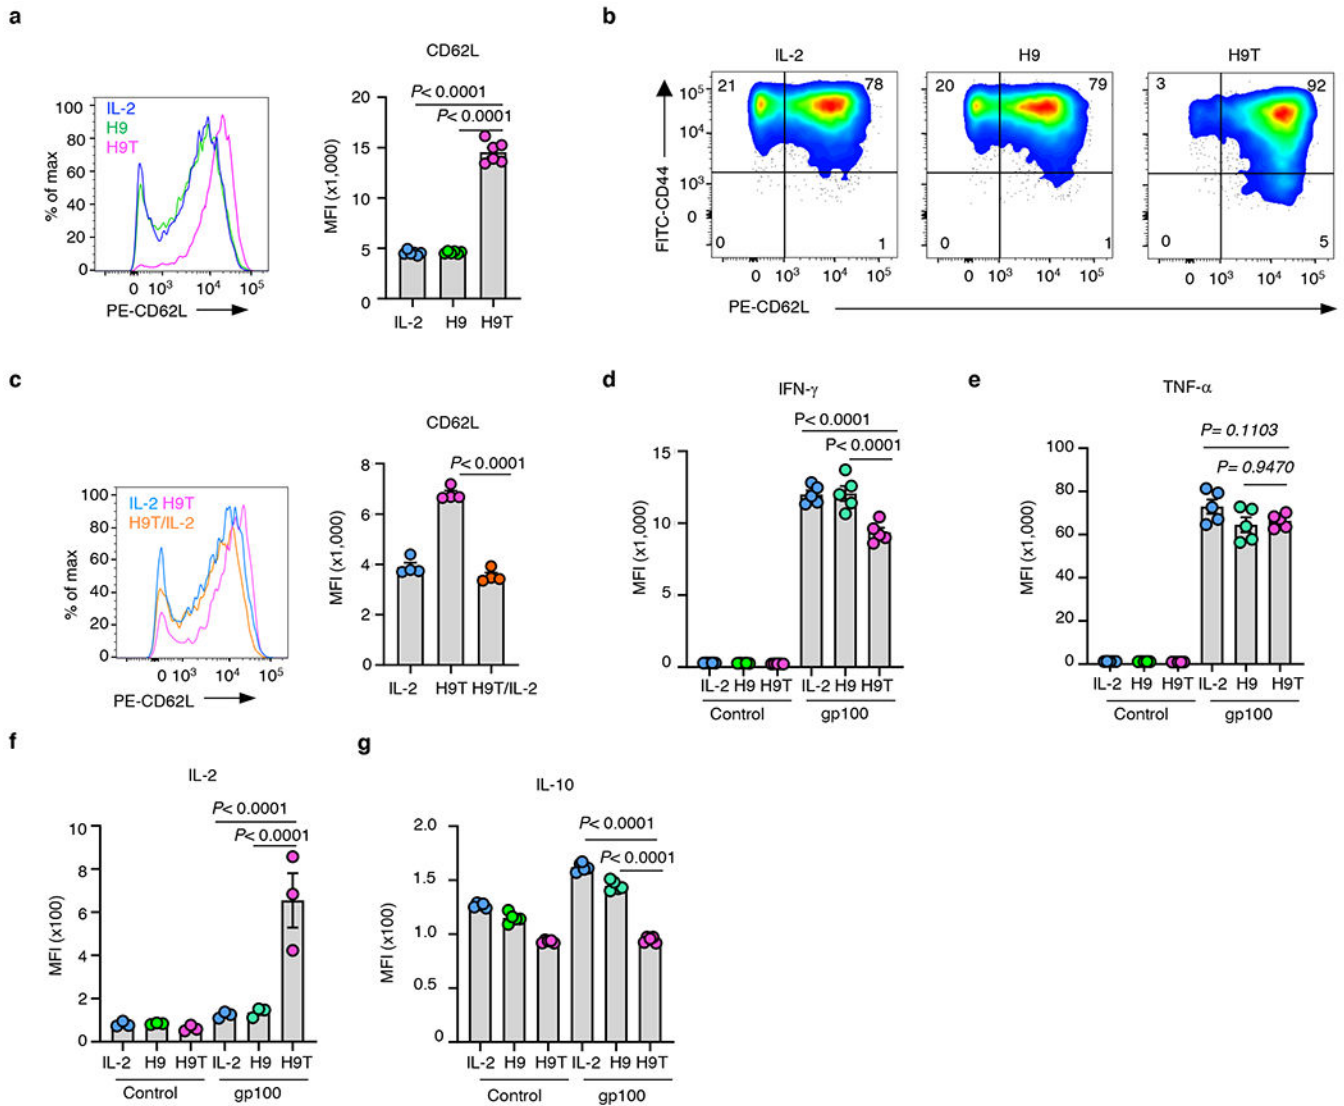 a
CD62L
P< 0.0001
P< 0.0001
IL-2
H9
H9T
% of max
100
80
60
40
20
0
0 10³ 10⁴ 10⁵
PE-CD62L
MFI (x1,000)
20
15
10
5
0
IL-2 H9 H9T
b
IL-2 H9 H9T
FITC-CD44
10⁵
10⁴
10³
0
21 78
0 1
20 79
0 1
3 92
0 5
0 10³ 10⁴ 10⁵
0 10³ 10⁴ 10⁵
0 10³ 10⁴ 10⁵
PE-CD62L
c
CD62L
P< 0.0001
IL-2 H9T
H9T/IL-2
% of max
100
80
60
40
20
0
0 10³ 10⁴ 10⁵
PE-CD62L
MFI (x1,000)
8
6
4
2
0
IL-2 H9T H9T/IL-2
d
IFN-γ
P< 0.0001
P< 0.0001
MFI (x1,000)
15
10
5
0
IL-2 H9 H9T IL-2 H9 H9T
Control gp100
e
TNF-α
P= 0.1103
P= 0.9470
MFI (x1,000)
100
80
60
40
20
0
IL-2 H9 H9T IL-2 H9 H9T
Control gp100
f
IL-2
P< 0.0001
P< 0.0001
MFI (x100)
10
8
6
4
2
0
IL-2 H9 H9T IL-2 H9 H9T
Control gp100
g
IL-10
P< 0.0001
P< 0.0001
MFI (x100)
2.0
1.5
1.0
0.5
0
IL-2 H9 H9T IL-2 H9 H9T
Control gp100